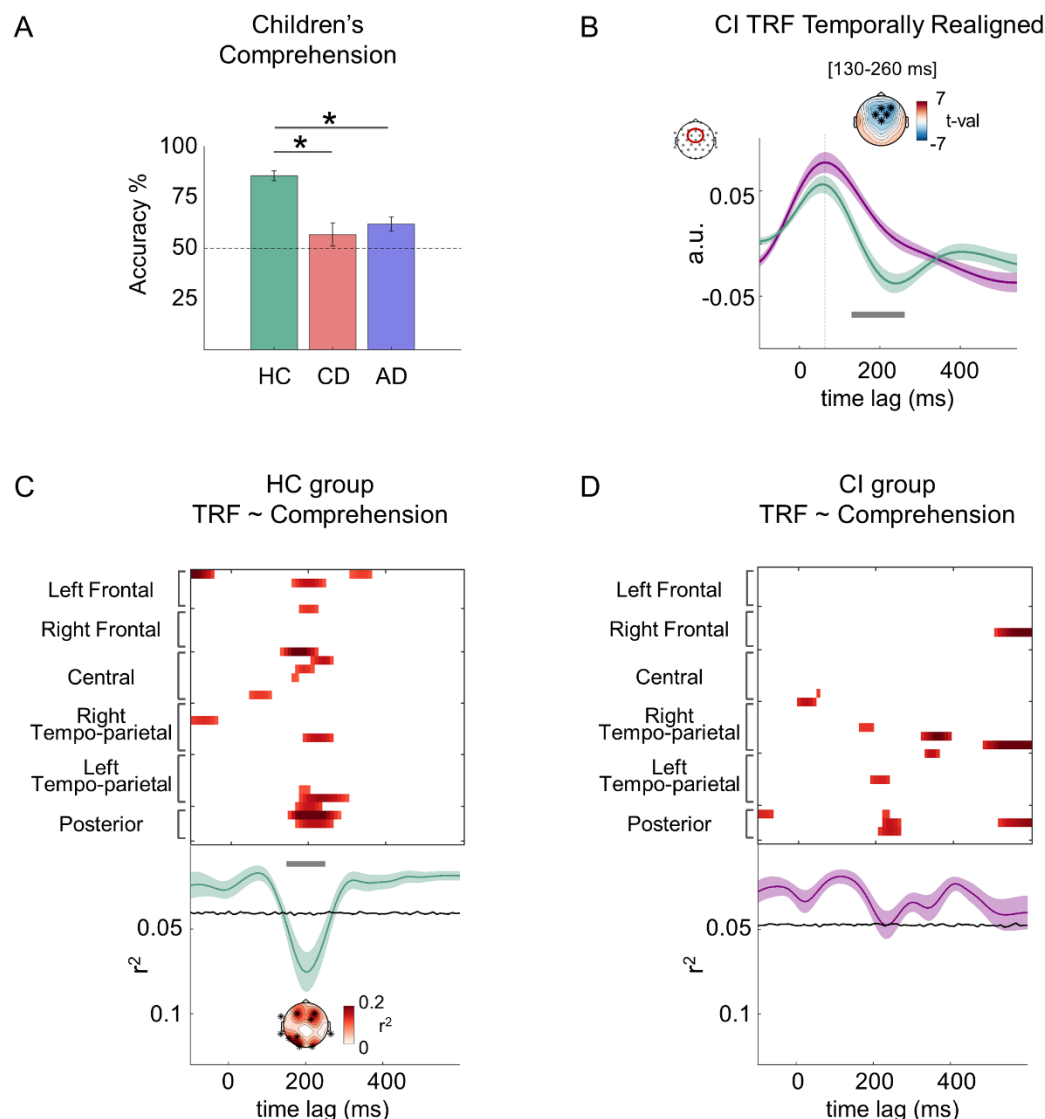 A
Children's
Comprehension
*
*
100
75
50
25
Accuracy %
HC CD AD
B
CI TRF Temporally Realigned
[130-260 ms]
7
t-val
-7
0.05
a.u.
-0.05
0 200 400
time lag (ms)
C
HC group
TRF ~ Comprehension
Left Frontal
Right Frontal
Central
Right
Tempo-parietal
Left
Tempo-parietal
Posterior
0.05
r²
0.1
0.2
r²
0
0 200 400
time lag (ms)
D
CI group
TRF ~ Comprehension
Left Frontal
Right Frontal
Central
Right
Tempo-parietal
Left
Tempo-parietal
Posterior
0.05
r²
0.1
0 200 400
time lag (ms)